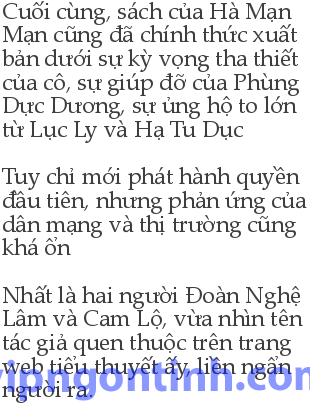 Cuối cùng, sách của Hà Mạn
Mạn cũng đã chính thức xuất
bản dưới sự kỳ vọng tha thiết
của cô, sự giúp đỡ của Phùng
Dực Dương, sự ủng hộ to lớn
từ Lục Ly và Hạ Tu Dục
Tuy chỉ mới phát hành quyền
đầu tiên, nhưng phản ứng của
dân mạng và thị trường cũng
khá ổn
Nhất là hai người Đoàn Nghệ
Lâm và Cam Lộ, vừa nhìn tên
tác giả quen thuộc trên trang
web tiểu thuyết ấy, liền ngẩn
người ra.
vipngontinh.com